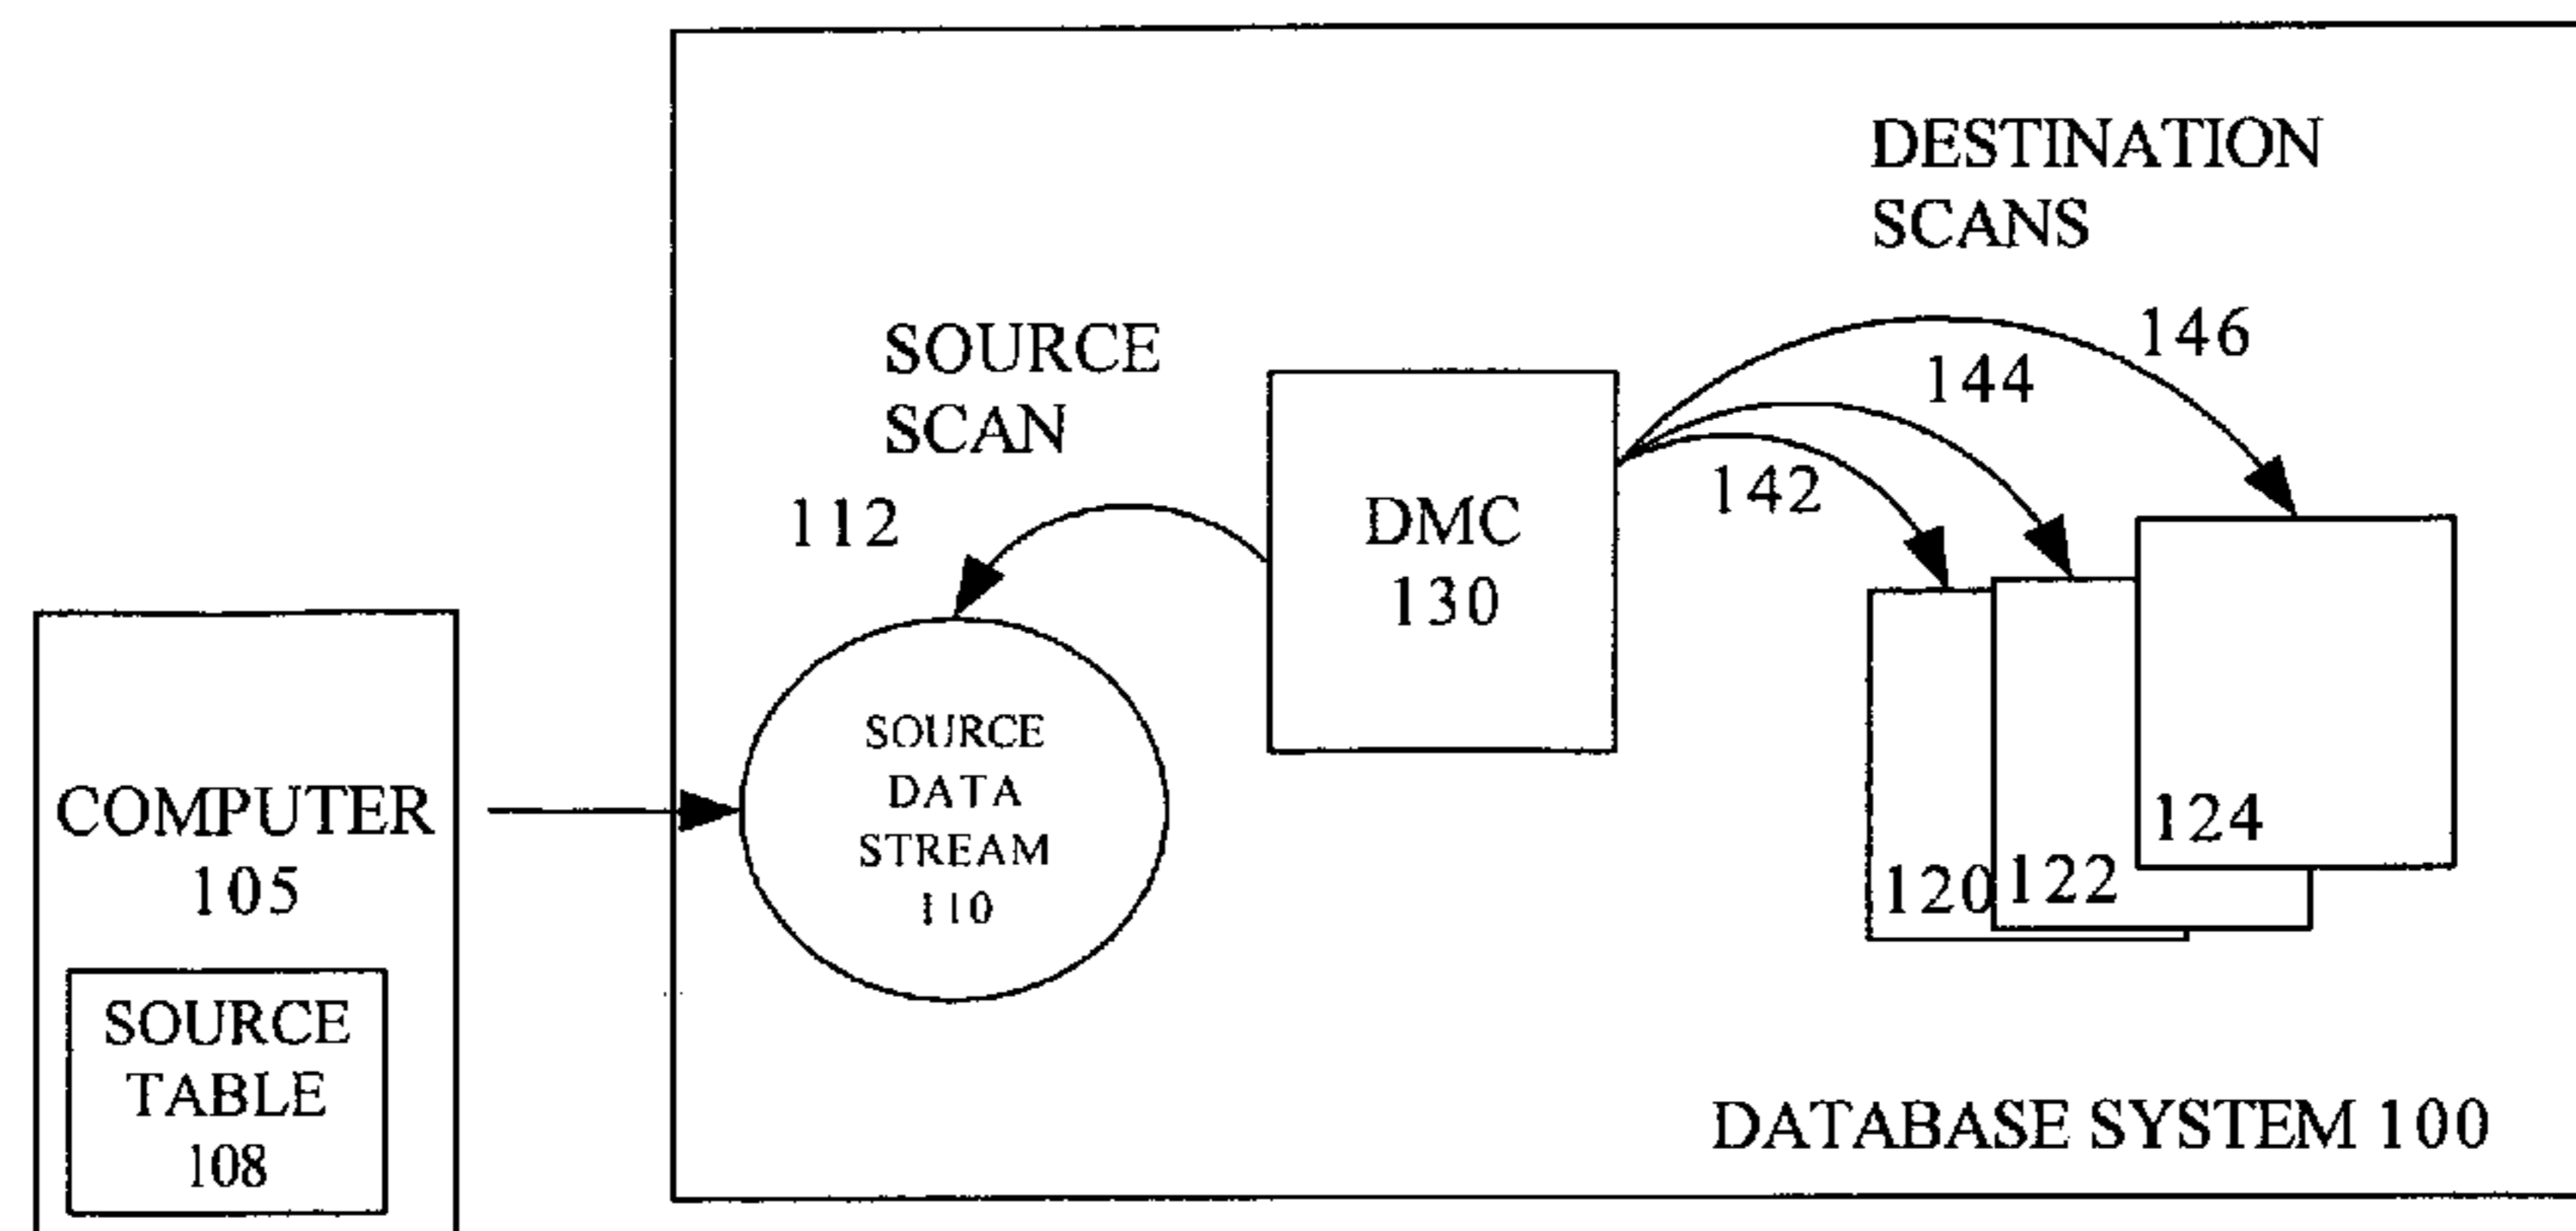 DESTINATION
SCANS
146
144
142
SOURCE
SCAN
112
DMC
130
COMPUTER
105
SOURCE
TABLE
108
SOURCE
DATA
STREAM
110
120
122
124
DATABASE SYSTEM 100